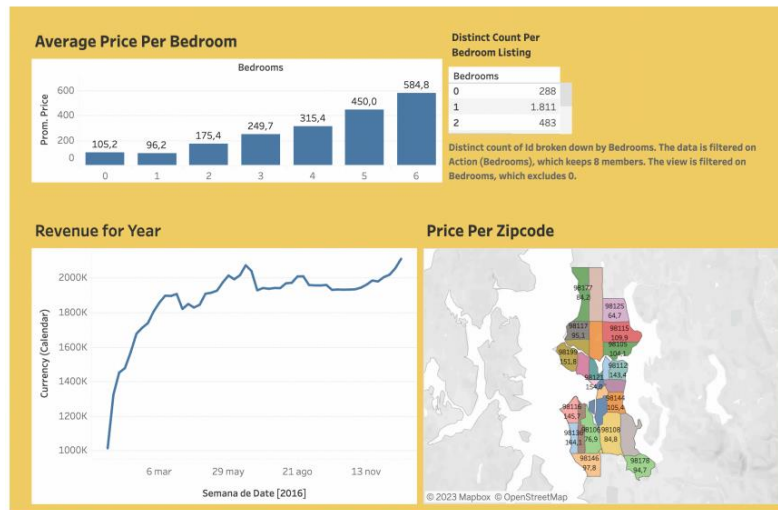 Average Price Per Bedroom
Bedrooms
Prom. Price
600
400
200
0
105,2
96,2
175,4
249,7
315,4
450,0
584,8
0
1
2
3
4
5
6
Distinct Count Per
Bedroom Listing
Bedrooms
0 288
1 1.811
2 483
Distinct count of Id broken down by Bedrooms. The data is filtered on
Action (Bedrooms), which keeps 8 members. The view is filtered on
Bedrooms, which excludes 0.
Revenue for Year
Currency (Calendar)
2000K
1800K
1600K
1400K
1200K
1000K
6 mar
29 may
21 ago
13 nov
Semana de Date [2016]
Price Per Zipcode
98177
84,2
98125
64,7
98117
95,1
98115
109,9
98105
104,1
98199
151,8
98112
143,4
98121
98144
105,4
98116
145,7
98136
144,1
98106
76,9
98108
84,8
98146
97,8
98178
94,7
© 2023 Mapbox © OpenStreetMap